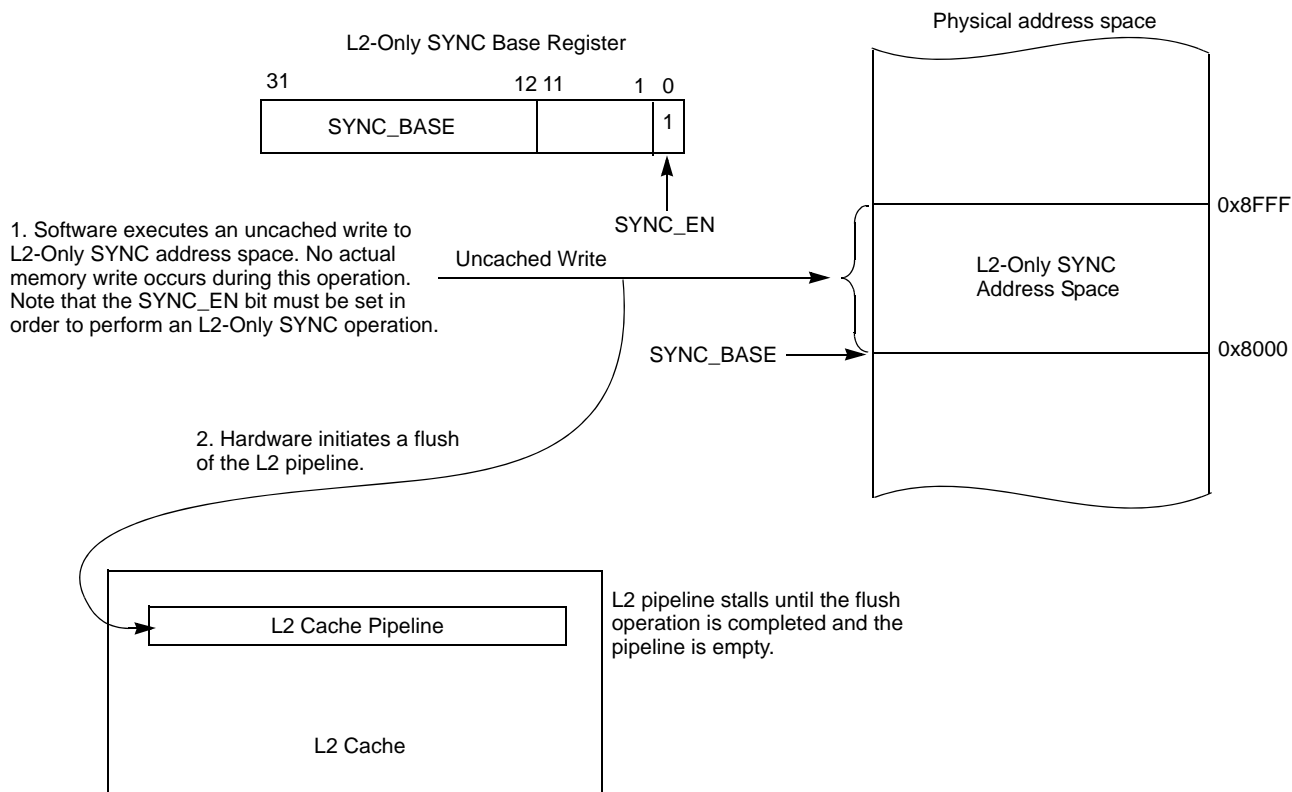 Physical address space
L2-Only SYNC Base Register
31 12 11 1 0
SYNC_BASE 1
0x8FFF
SYNC_EN
1. Software executes an uncached write to
L2-Only SYNC address space. No actual
memory write occurs during this operation.
Note that the SYNC_EN bit must be set in
order to perform an L2-Only SYNC operation.
Uncached Write
L2-Only SYNC
Address Space
SYNC_BASE
0x8000
2. Hardware initiates a flush
of the L2 pipeline.
L2 Cache Pipeline
L2 pipeline stalls until the flush
operation is completed and the
pipeline is empty.
L2 Cache